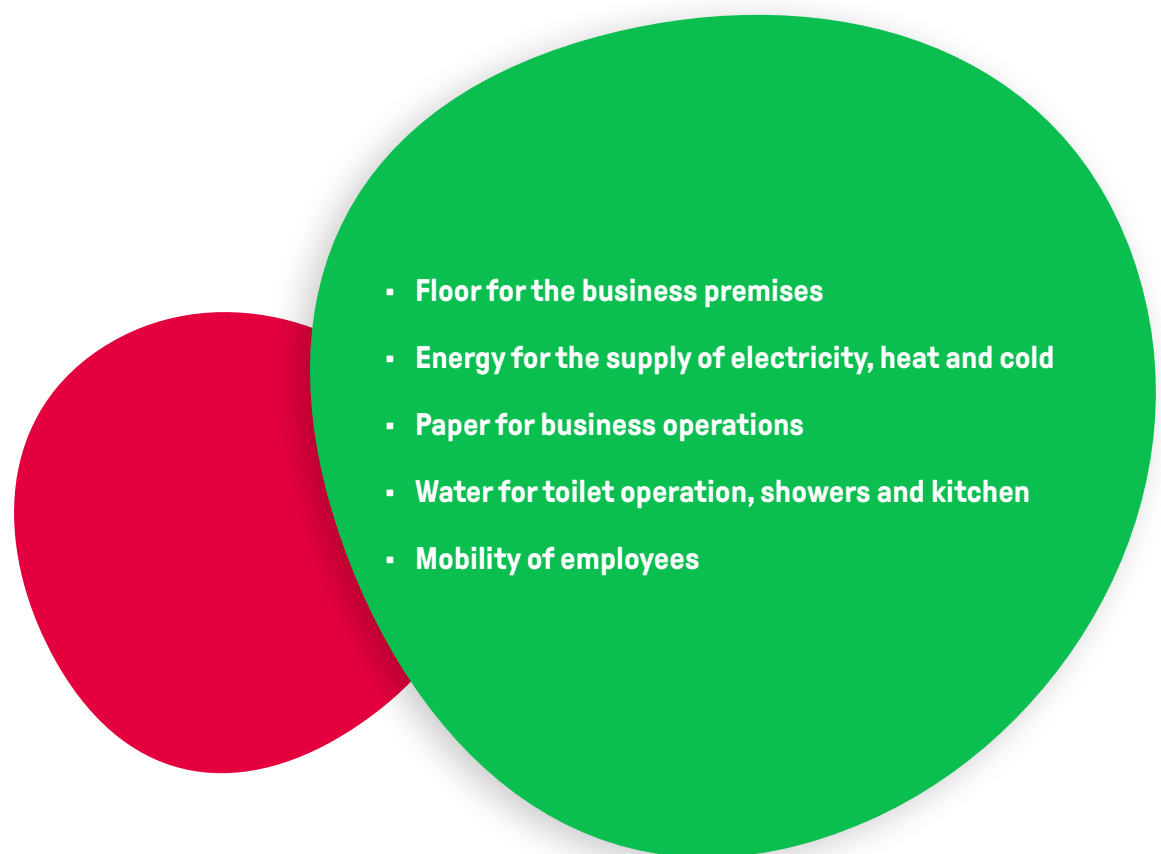 ▪ Floor for the business premises
▪ Energy for the supply of electricity, heat and cold
▪ Paper for business operations
▪ Water for toilet operation, showers and kitchen
▪ Mobility of employees